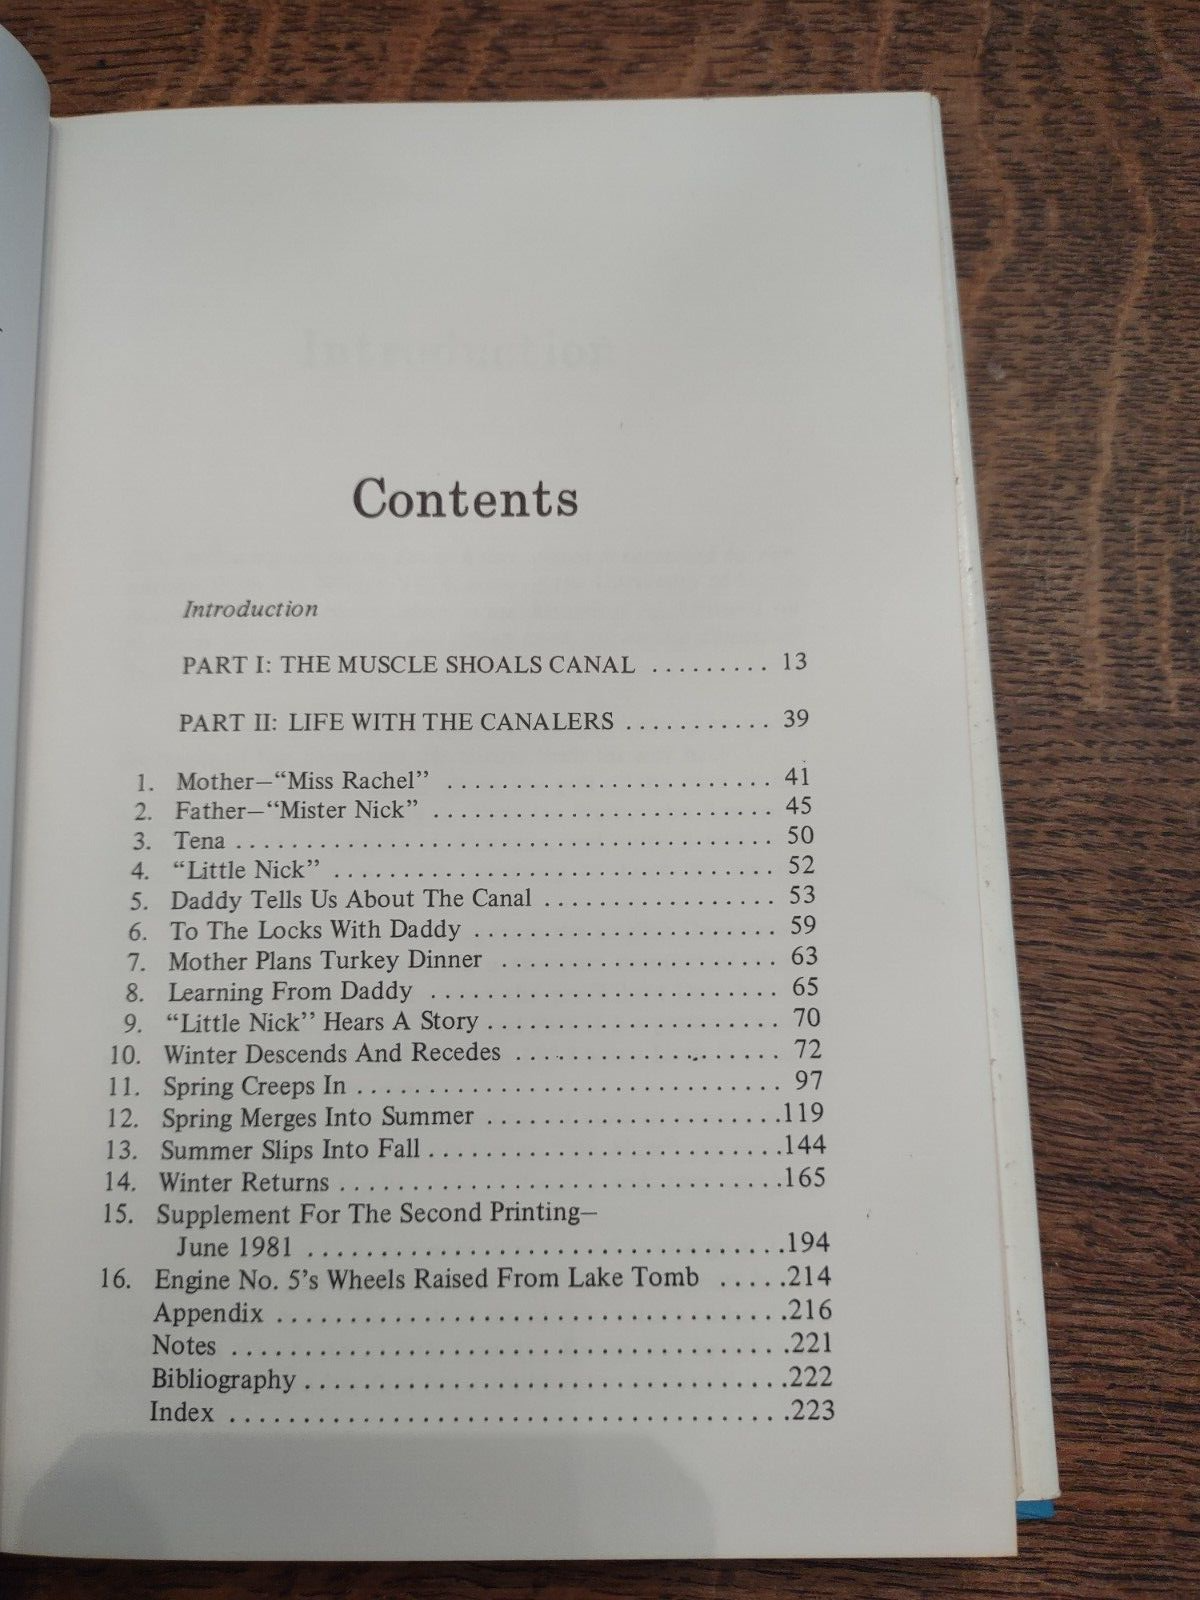 Contents
Introduction
PART I: THE MUSCLE SHOALS CANAL ......... 13
PART II: LIFE WITH THE CANALERS ........... 39
1. Mother—“Miss Rachel” ........................ 41
2. Father—“Mister Nick” ......................... 45
3. Tena ........................................ 50
4. “Little Nick” ................................ 52
5. Daddy Tells Us About The Canal ................. 53
6. To The Locks With Daddy ...................... 59
7. Mother Plans Turkey Dinner .................... 63
8. Learning From Daddy .......................... 65
9. “Little Nick” Hears A Story ...................... 70
10. Winter Descends And Recedes .................... 72
11. Spring Creeps In ................................ 97
12. Spring Merges Into Summer ......................119
13. Summer Slips Into Fall ...........................144
14. Winter Returns .................................165
15. Supplement For The Second Printing—
June 1981 ...................................194
16. Engine No. 5’s Wheels Raised From Lake Tomb .....214
Appendix ......................................216
Notes .........................................221
Bibliography ...................................222
Index .........................................223